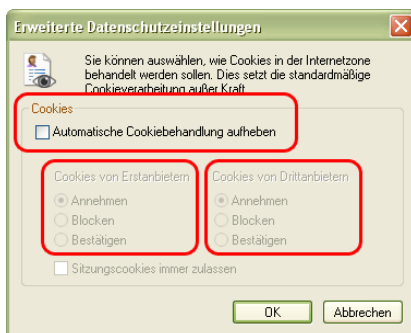 Erweiterte Datenschutzeinstellungen
Sie können auswählen, wie Cookies in der Internetzone
behandelt werden sollen. Dies setzt die standardmäßige
Cookieverarbeitung außer Kraft
Cookies
Automatische Cookiebehandlung aufheben
Cookies von Erstanbietern
Cookies von Drittanbietern
Annehmen
Annehmen
Blocken
Blocken
Bestätigen
Bestätigen
Sitzungscookies immer zulassen
OK
Abbrechen